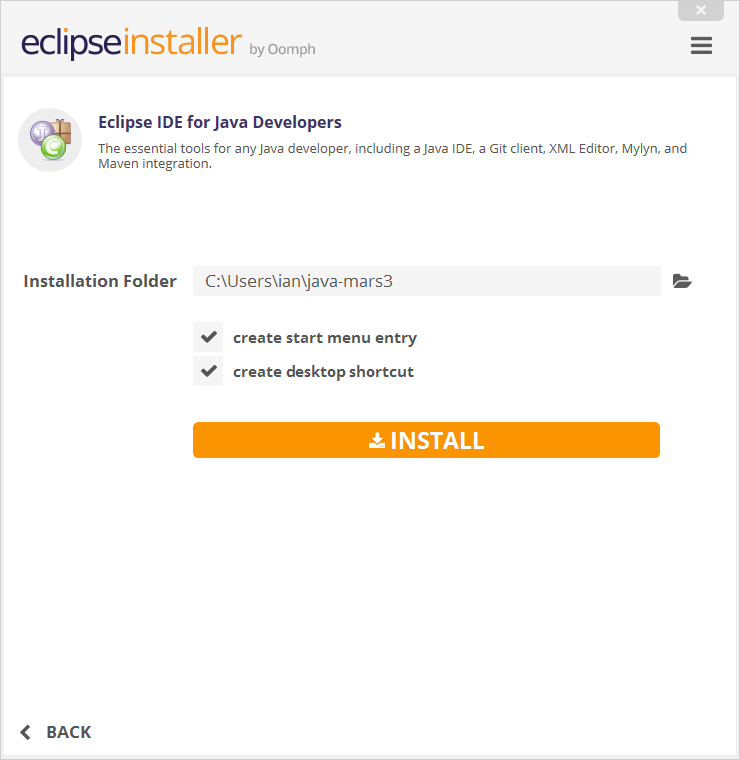 eclipseinstaller by Oomph
Eclipse IDE for Java Developers
The essential tools for any Java developer, including a Java IDE, a Git client, XML Editor, Mylyn, and
Maven integration.
Installation Folder C:\Users\ian\java-mars3
create start menu entry
create desktop shortcut
INSTALL
BACK